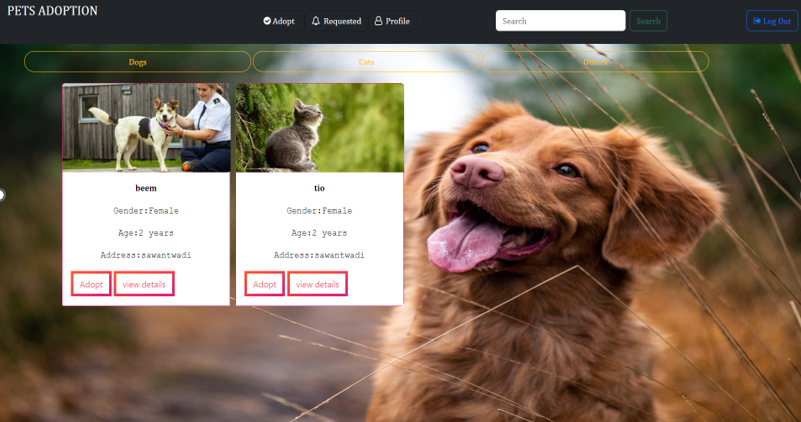 PETS ADOPTION
Adopt Requested Profile
Search Search
Log Out
Dogs Cats Others
beem
Gender:Female
Age:2 years
Address:sawantwadi
Adopt view details
tio
Gender:Female
Age:2 years
Address:sawantwadi
Adopt view details